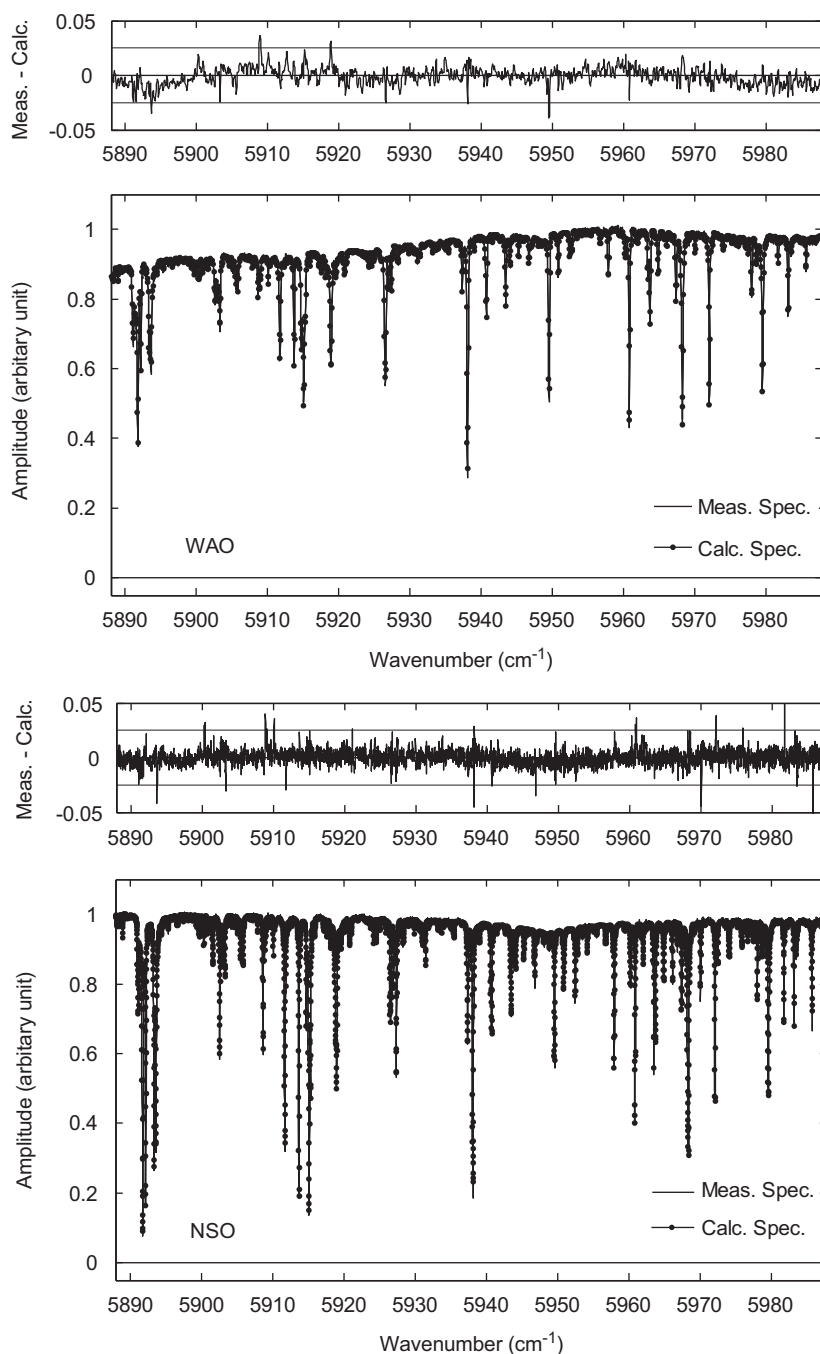 0.05
0
-0.05
Meas. - Calc.
5890 5900 5910 5920 5930 5940 5950 5960 5970 5980
1
0.8
0.6
0.4
0.2
0
Amplitude (arbitary unit)
Meas. Spec.
Calc. Spec.
WAO
5890 5900 5910 5920 5930 5940 5950 5960 5970 5980
Wavenumber (cm-1)
0.05
0
-0.05
Meas. - Calc.
5890 5900 5910 5920 5930 5940 5950 5960 5970 5980
1
0.8
0.6
0.4
0.2
0
Amplitude (arbitary unit)
Meas. Spec.
Calc. Spec.
NSO
5890 5900 5910 5920 5930 5940 5950 5960 5970 5980
Wavenumber (cm-1)